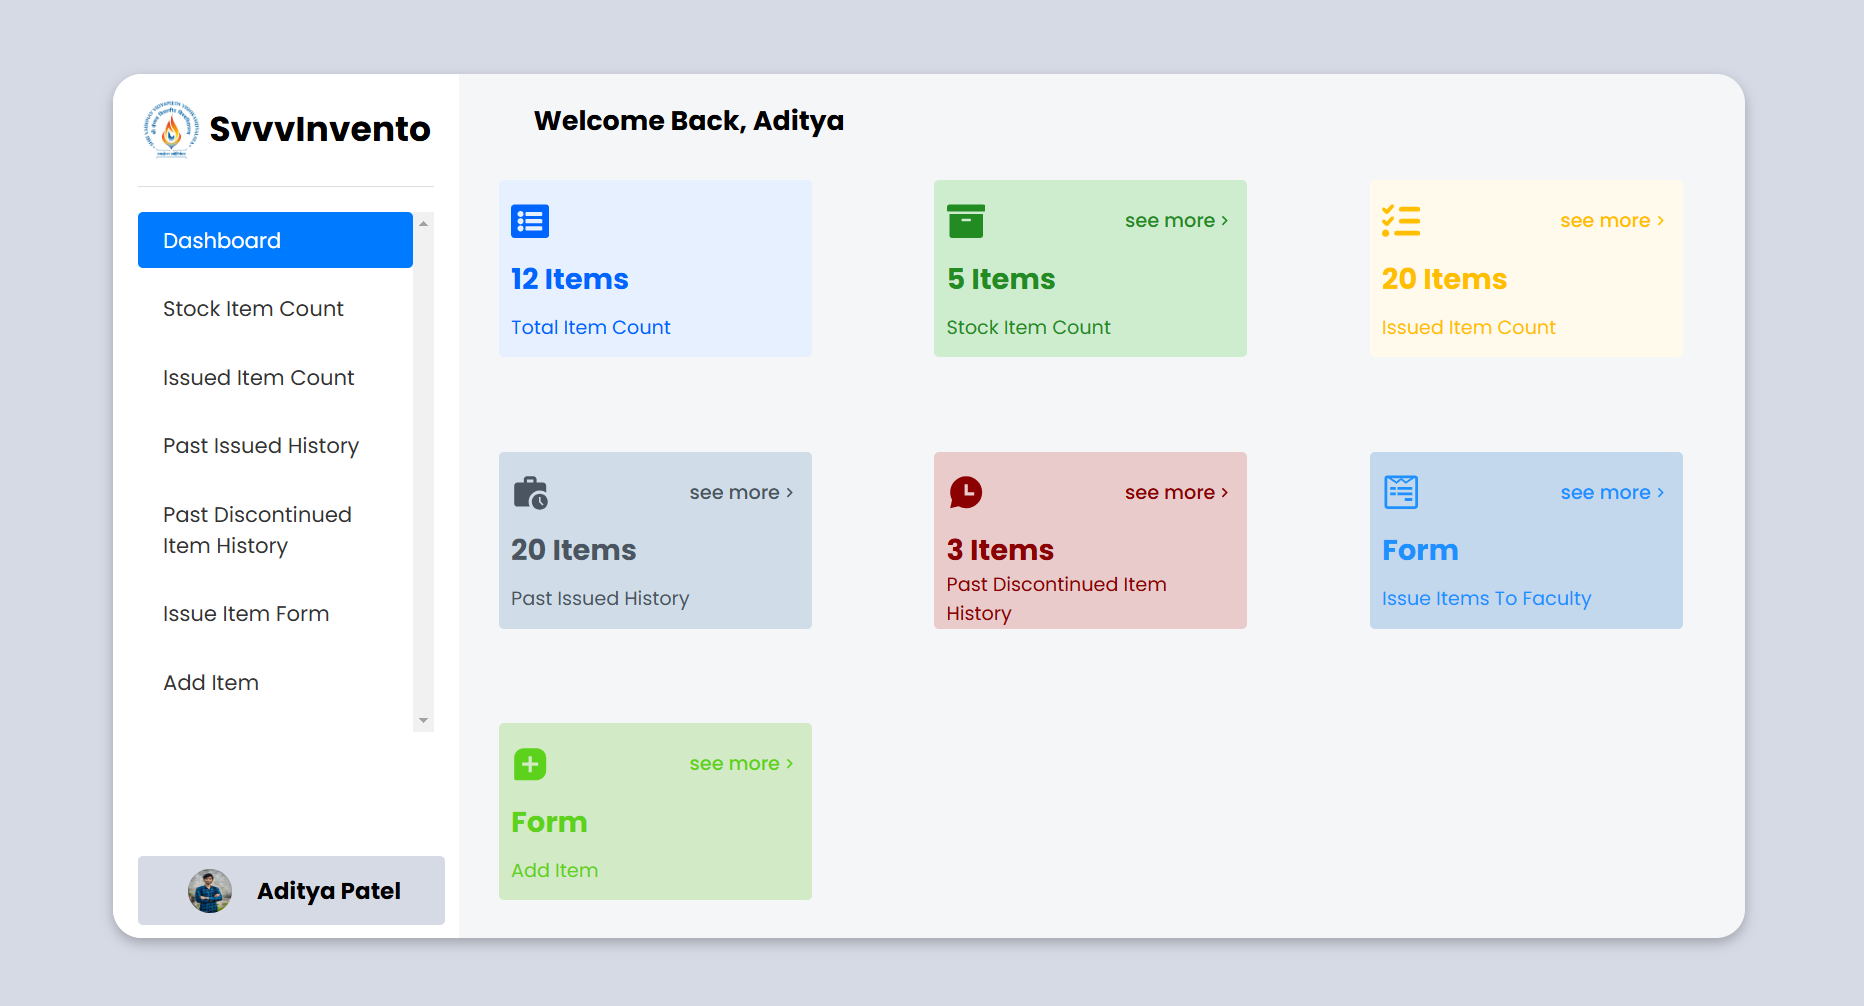 SvvvInvento
Dashboard
Stock Item Count
Issued Item Count
Past Issued History
Past Discontinued
Item History
Issue Item Form
Add Item
Aditya Patel
Welcome Back, Aditya
12 Items
Total Item Count
see more ›
5 Items
Stock Item Count
see more ›
20 Items
Issued Item Count
see more ›
20 Items
Past Issued History
see more ›
3 Items
Past Discontinued Item
History
see more ›
Form
Issue Items To Faculty
see more ›
Form
Add Item